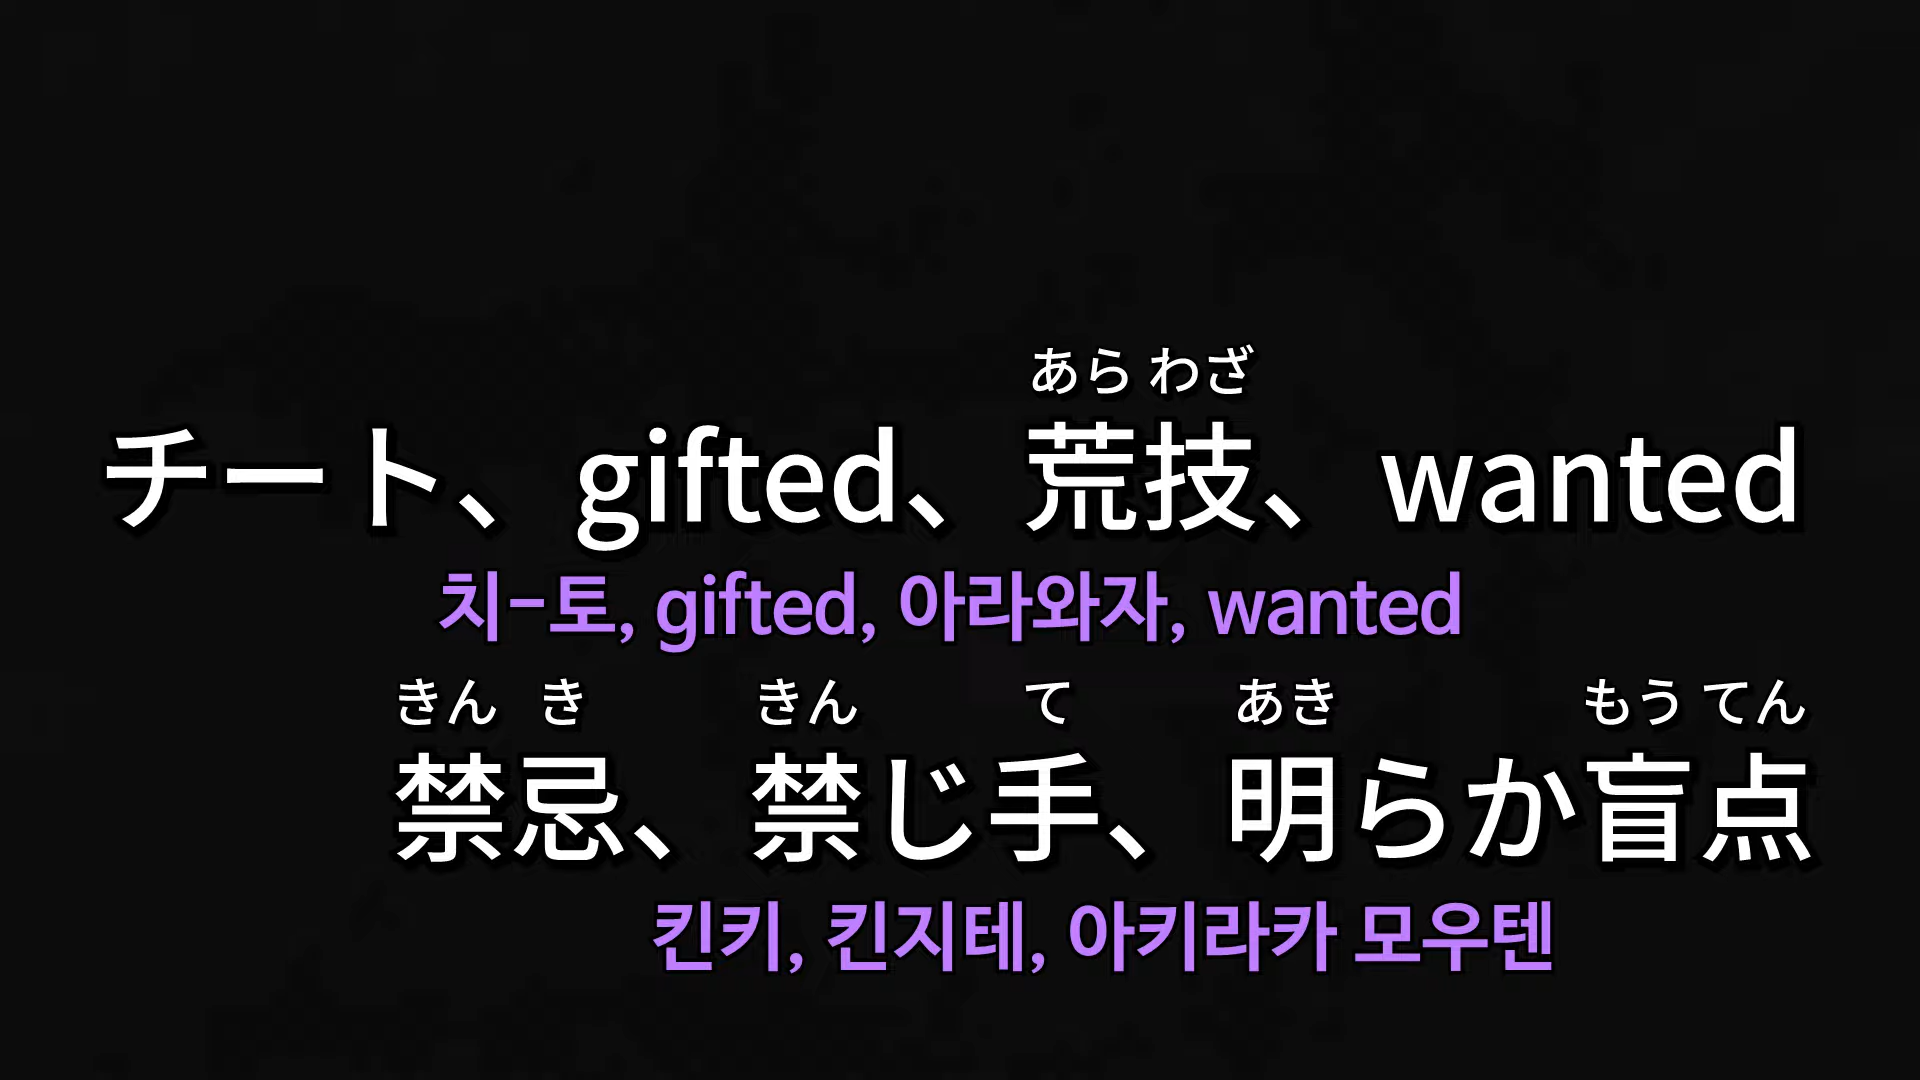 あら わざ
チート、gifted、荒技、wanted
치-토, gifted, 아라와자, wanted
きん き きん て あき もう てん
禁忌、禁じ手、明らか盲点
킨키, 킨지테, 아키라카 모우텐